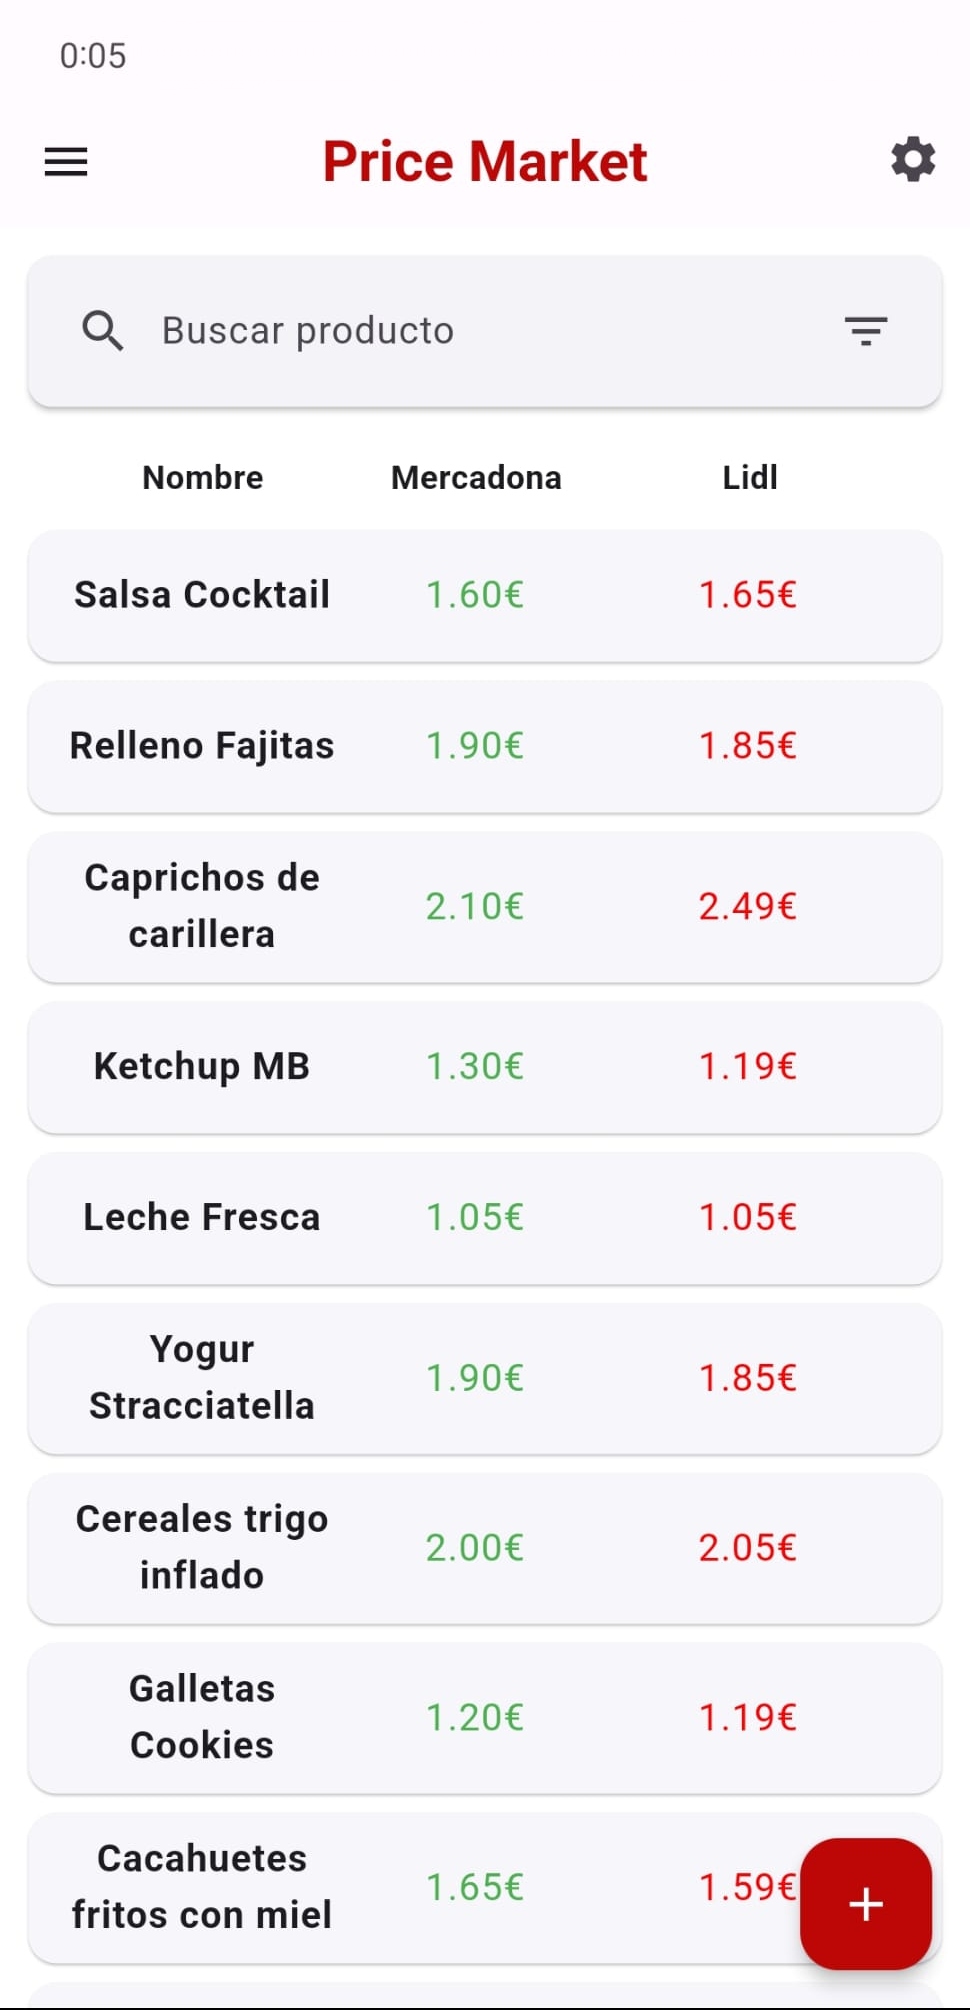 0:05
Price Market
Buscar producto
Nombre Mercadona Lidl
Salsa Cocktail 1.60€ 1.65€
Relleno Fajitas 1.90€ 1.85€
Caprichos de
carillera 2.10€ 2.49€
Ketchup MB 1.30€ 1.19€
Leche Fresca 1.05€ 1.05€
Yogur
Stracciatella 1.90€ 1.85€
Cereales trigo
inflado 2.00€ 2.05€
Galletas
Cookies 1.20€ 1.19€
Cacahuetes
fritos con miel 1.65€ 1.59€
+